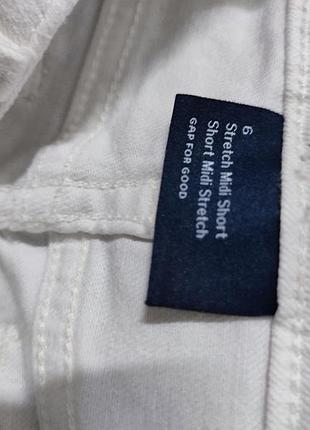 6
Stretch Midi Short
Short Midi Stretch
GAP FOR GOOD